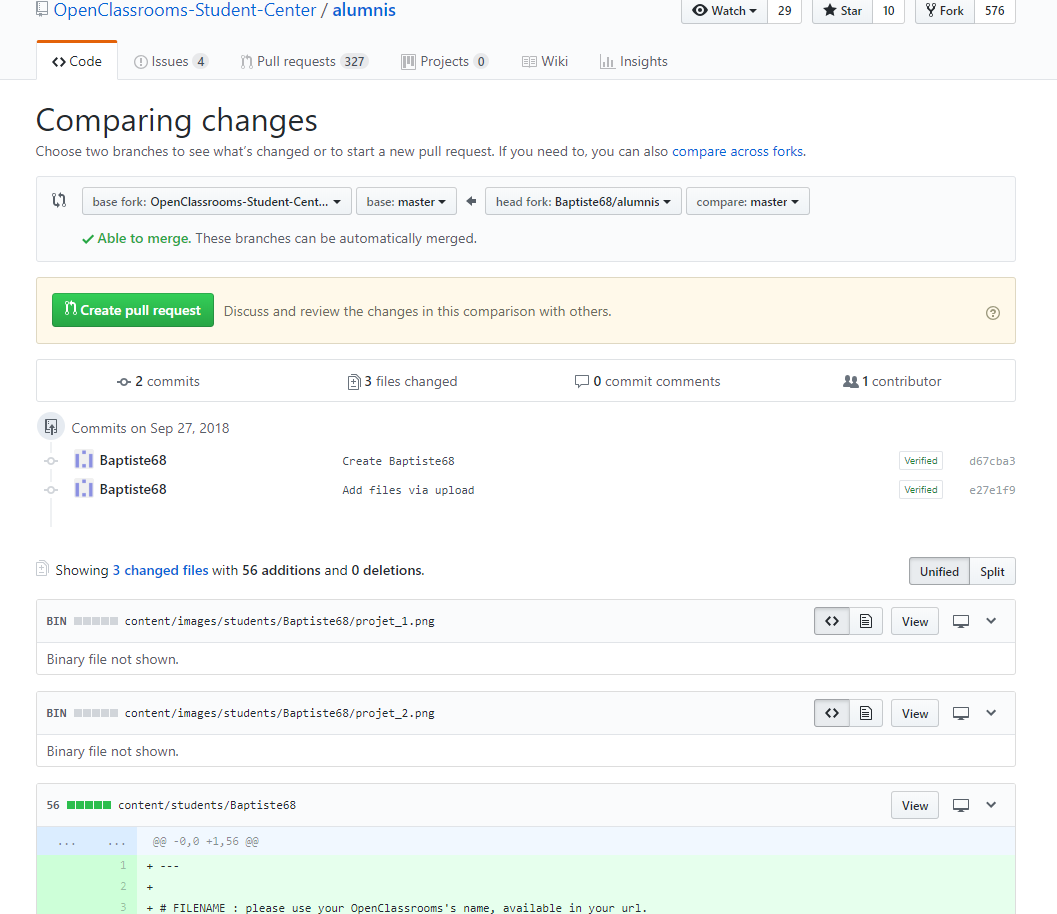 OpenClassrooms-Student-Center / alumnis Watch 29 Star 10 Fork 576
Code Issues 4 Pull requests 327 Projects 0 Wiki Insights
Comparing changes
Choose two branches to see what's changed or to start a new pull request. If you need to, you can also compare across forks.
base fork: OpenClassrooms-Student-Cent... base: master head fork: Baptiste68/alumnis compare: master
Able to merge. These branches can be automatically merged.
Create pull request Discuss and review the changes in this comparison with others.
2 commits 3 files changed 0 commit comments 1 contributor
Commits on Sep 27, 2018
Baptiste68 Create Baptiste68 Verified d67cba3
Baptiste68 Add files via upload Verified e27e1f9
Showing 3 changed files with 56 additions and 0 deletions. Unified Split
BIN content/images/students/Baptiste68/projet_1.png <> View
Binary file not shown.
BIN content/images/students/Baptiste68/projet_2.png <> View
Binary file not shown.
56 content/students/Baptiste68 View
... ... @@ -0,0 +1,56 @@
1 + ---
2 +
3 + # FILENAME : please use your OpenClassrooms's name, available in your url.